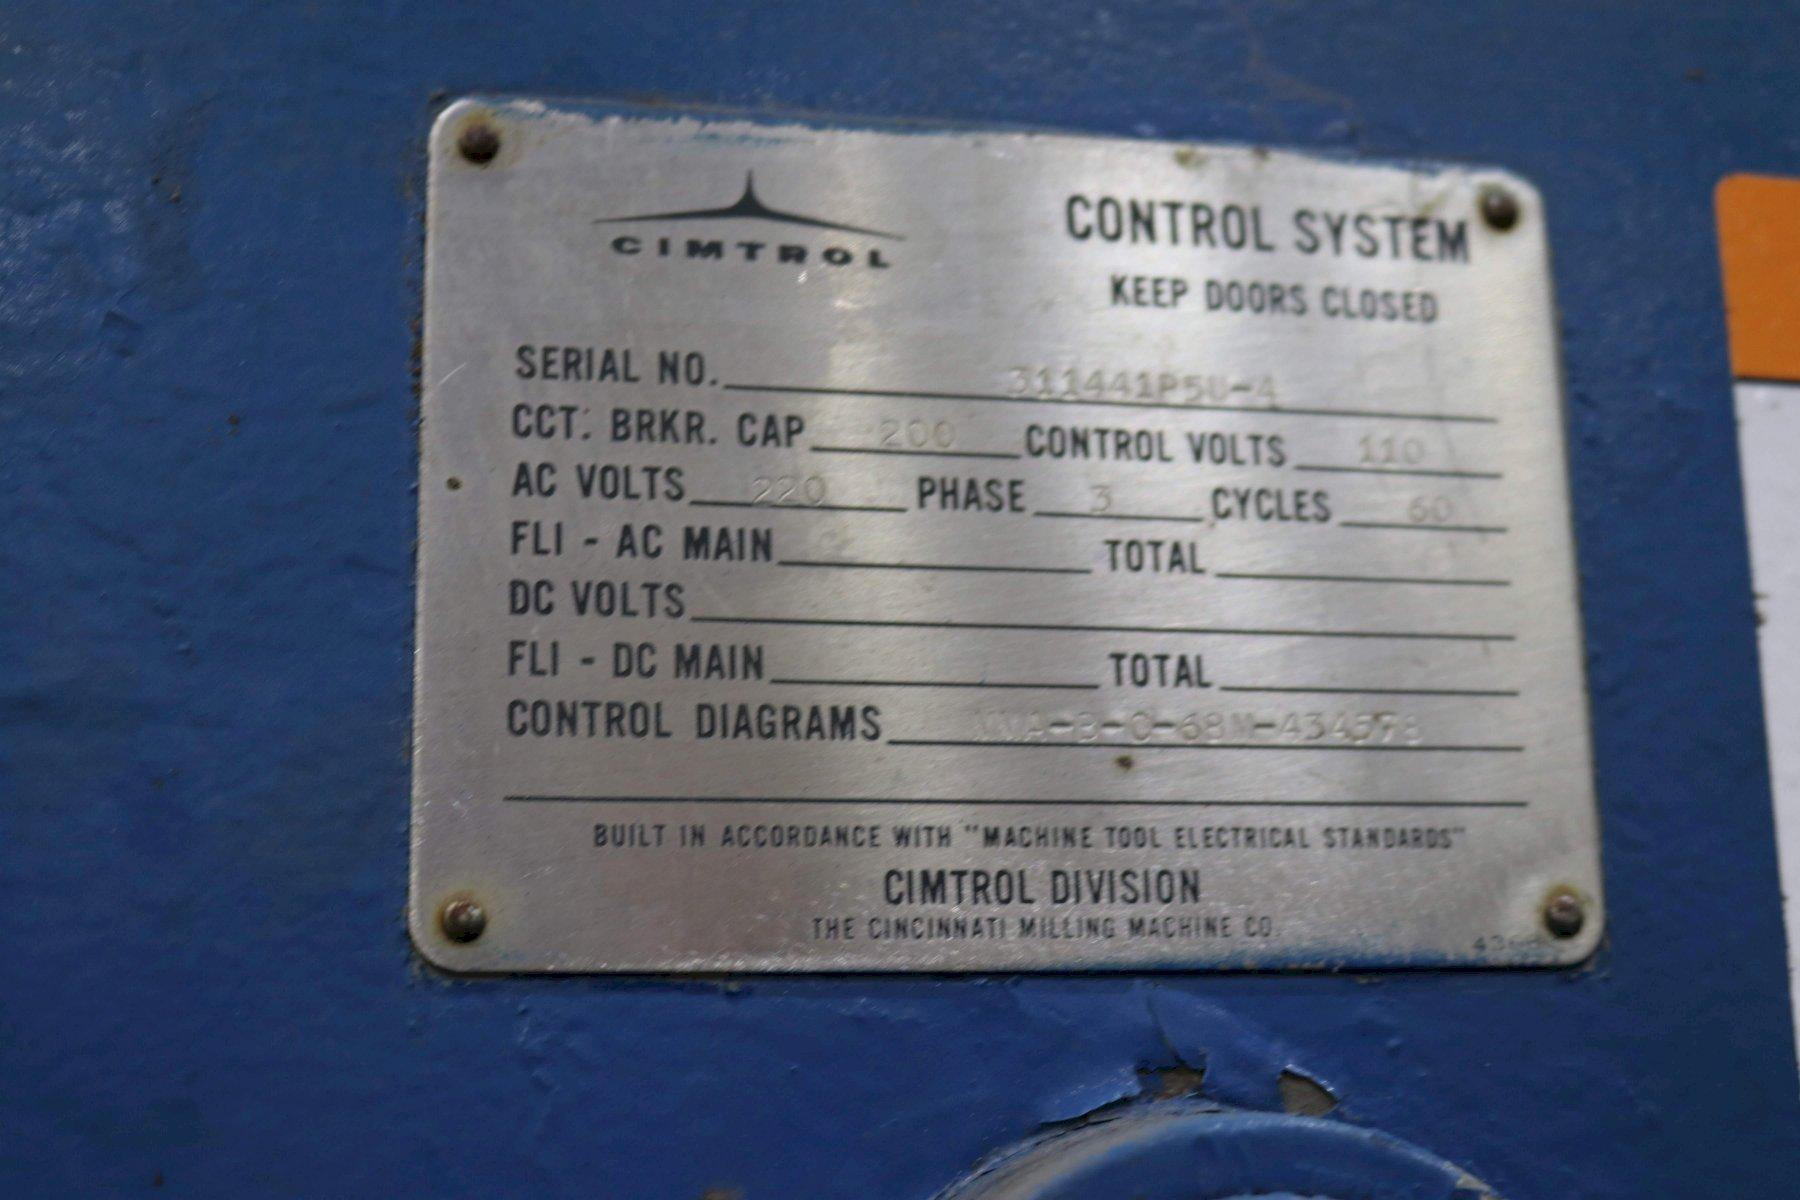 CIMTROL
CONTROL SYSTEM
KEEP DOORS CLOSED
SERIAL NO. 311441P5U-4
CCT. BRKR. CAP 200 CONTROL VOLTS 110
AC VOLTS 220 PHASE 3 CYCLES 60
FLI - AC MAIN TOTAL
DC VOLTS
FLI - DC MAIN TOTAL
CONTROL DIAGRAMS
BUILT IN ACCORDANCE WITH "MACHINE TOOL ELECTRICAL STANDARDS"
CIMTROL DIVISION
THE CINCINNATI MILLING MACHINE CO.